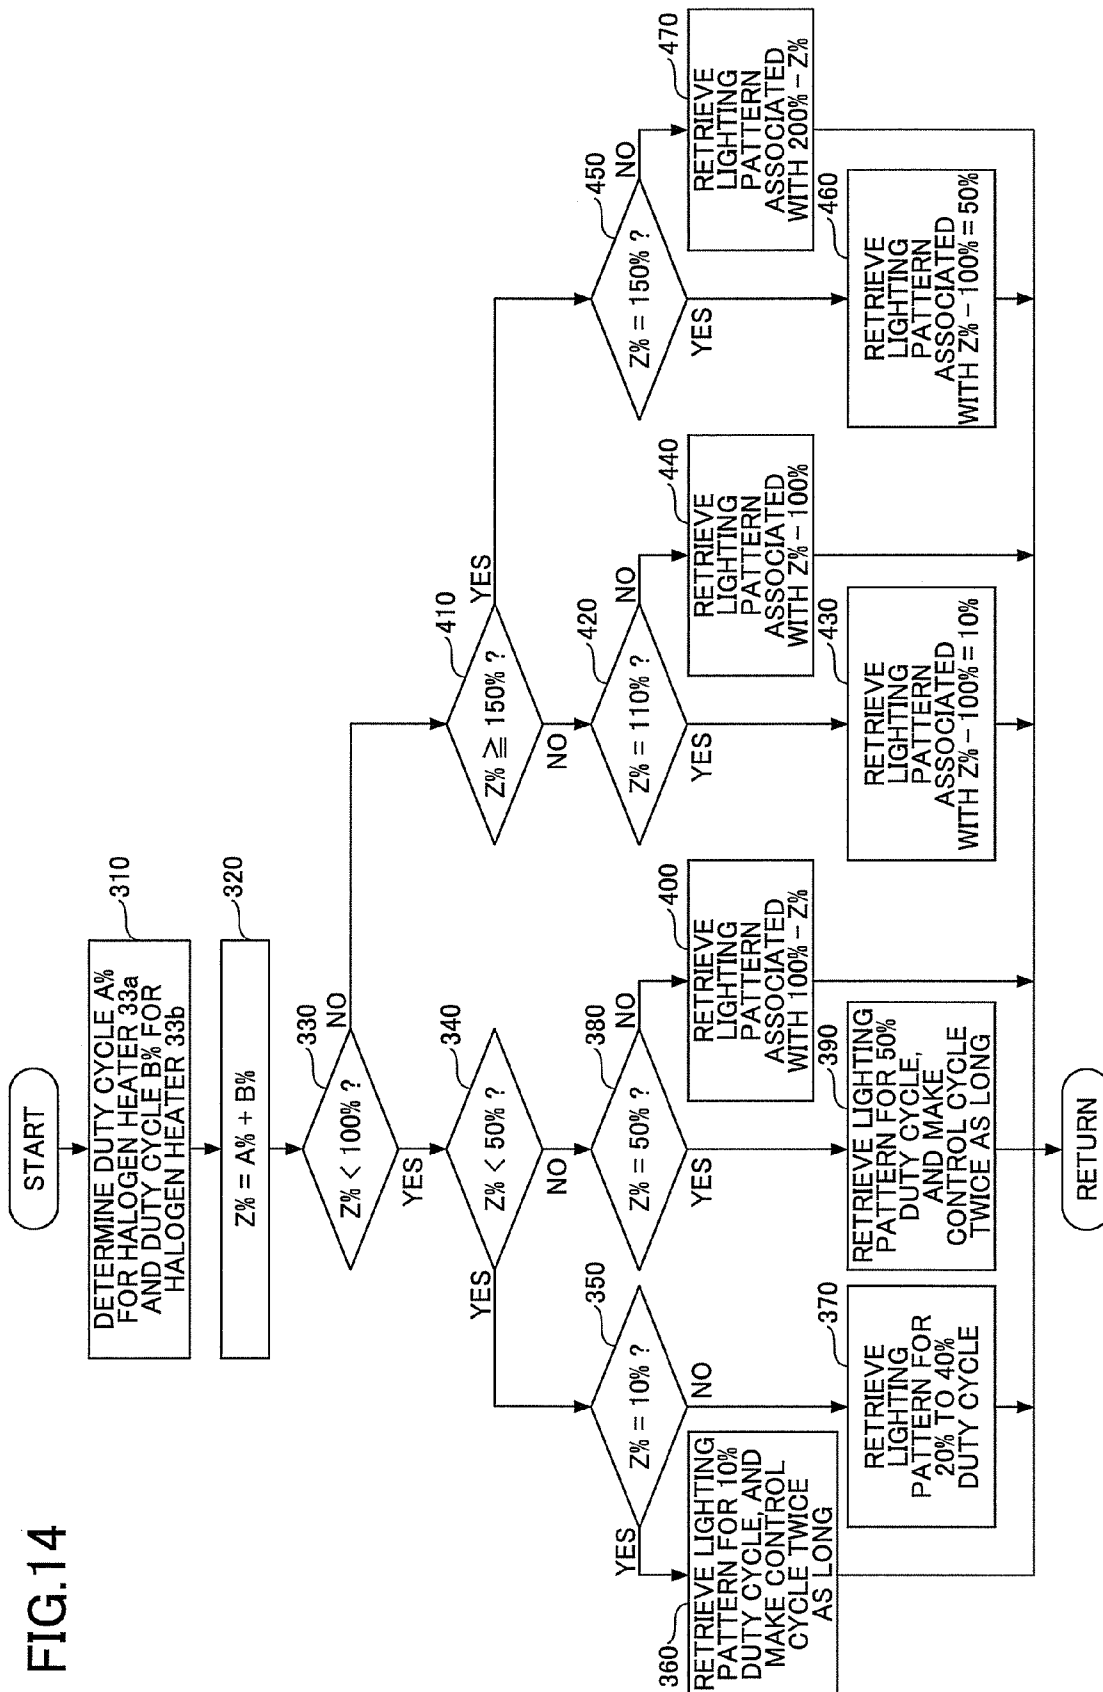 FIG.14
START
310
DETERMINE DUTY CYCLE A%
FOR HALOGEN HEATER 33a
AND DUTY CYCLE B% FOR
HALOGEN HEATER 33b
320
Z% = A% + B%
330
Z% < 100% ?
NO
YES
340
Z% < 50% ?
YES
NO
350
Z% = 10% ?
YES
NO
360
RETRIEVE LIGHTING
PATTERN FOR 10%
DUTY CYCLE, AND
MAKE CONTROL
CYCLE TWICE
AS LONG
370
RETRIEVE
LIGHTING
PATTERN FOR
20% TO 40%
DUTY CYCLE
380
Z% = 50% ?
NO
YES
390
RETRIEVE LIGHTING
PATTERN FOR 50%
DUTY CYCLE,
AND MAKE
CONTROL CYCLE
TWICE AS LONG
400
RETRIEVE
LIGHTING
PATTERN
ASSOCIATED
WITH 100% − Z%
410
Z% ≧ 150% ?
YES
NO
420
Z% = 110% ?
NO
YES
430
RETRIEVE
LIGHTING
PATTERN
ASSOCIATED
WITH Z% − 100% = 10%
440
RETRIEVE
LIGHTING
PATTERN
ASSOCIATED
WITH Z% − 100%
450
Z% = 150% ?
NO
YES
460
RETRIEVE
LIGHTING
PATTERN
ASSOCIATED
WITH Z% − 100% = 50%
470
RETRIEVE
LIGHTING
PATTERN
ASSOCIATED
WITH 200% − Z%
RETURN